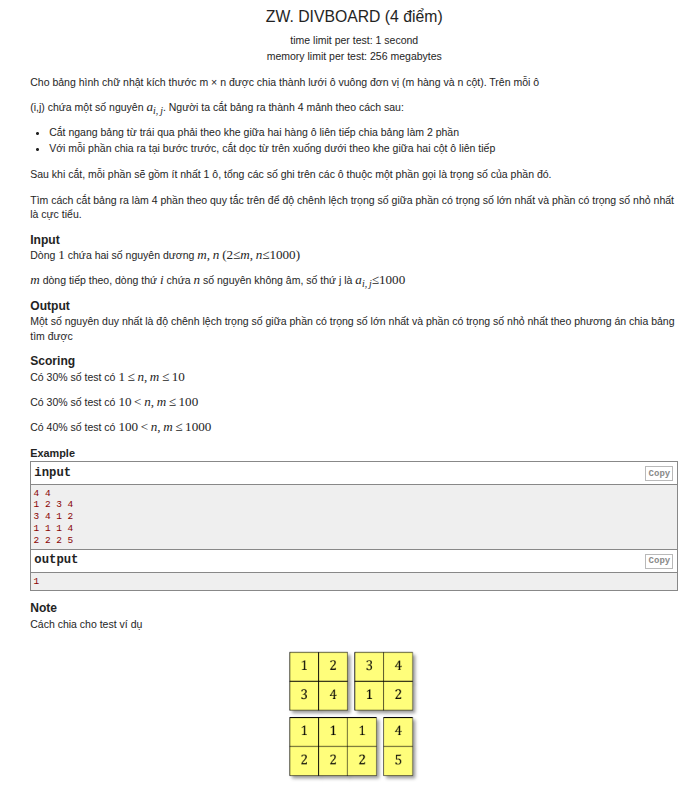 ZW. DIVBOARD (4 điểm)
time limit per test: 1 second
memory limit per test: 256 megabytes
Cho bảng hình chữ nhật kích thước m × n được chia thành lưới ô vuông đơn vị (m hàng và n cột). Trên mỗi ô
(i,j) chứa một số nguyên a_{i, j}. Người ta cắt bảng ra thành 4 mảnh theo cách sau:
• Cắt ngang bảng từ trái qua phải theo khe giữa hai hàng ô liên tiếp chia bảng làm 2 phần
• Với mỗi phần chia ra tại bước trước, cắt dọc từ trên xuống dưới theo khe giữa hai cột ô liên tiếp
Sau khi cắt, mỗi phần sẽ gồm ít nhất 1 ô, tổng các số ghi trên các ô thuộc một phần gọi là trọng số của phần đó.
Tìm cách cắt bảng ra làm 4 phần theo quy tắc trên để độ chênh lệch trọng số giữa phần có trọng số lớn nhất và phần có trọng số nhỏ nhất
là cực tiểu.
Input
Dòng 1 chứa hai số nguyên dương m, n (2≤m, n≤1000)
m dòng tiếp theo, dòng thứ i chứa n số nguyên không âm, số thứ j là a_{i, j}≤1000
Output
Một số nguyên duy nhất là độ chênh lệch trọng số giữa phần có trọng số lớn nhất và phần có trọng số nhỏ nhất theo phương án chia bảng
tìm được
Scoring
Có 30% số test có 1 ≤ n, m ≤ 10
Có 30% số test có 10 < n, m ≤ 100
Có 40% số test có 100 < n, m ≤ 1000
Example
input Copy
4 4
1 2 3 4
3 4 1 2
1 1 1 4
2 2 2 5
output Copy
1
Note
Cách chia cho test ví dụ
1 2 3 4
3 4 1 2
1 1 1 4
2 2 2 5